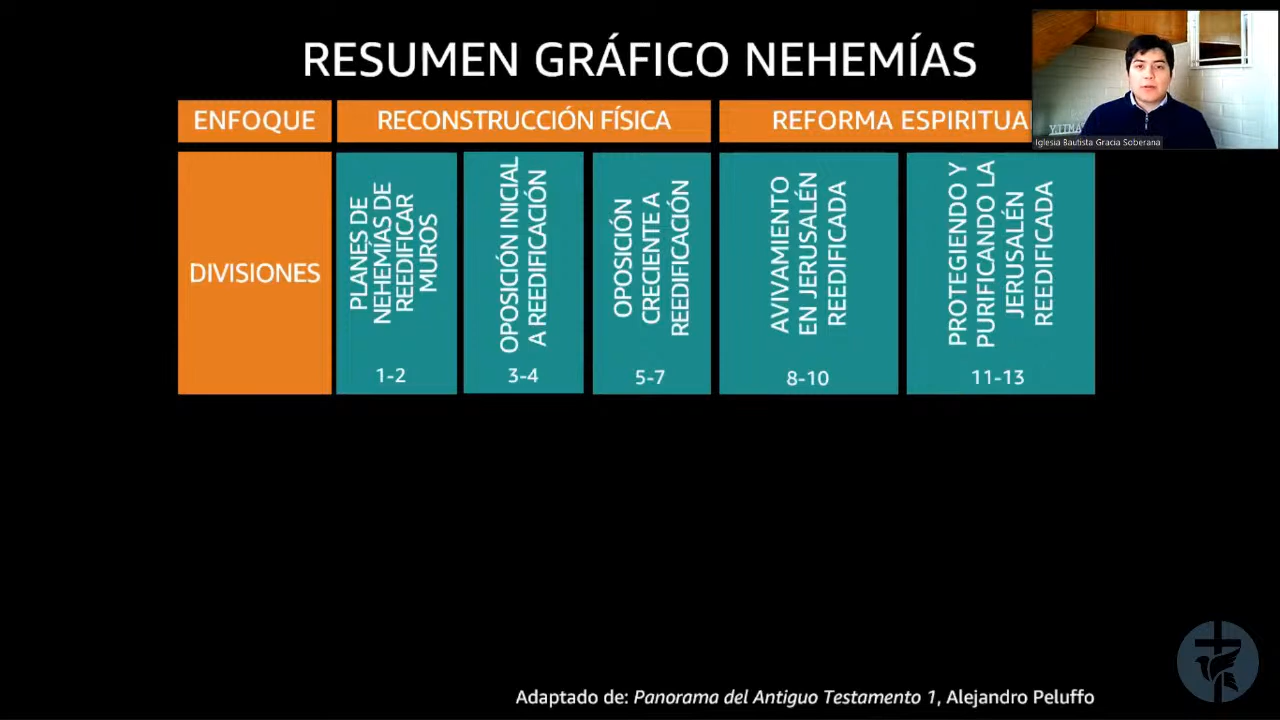 RESUMEN GRÁFICO NEHEMÍAS
Iglesia Bautista Gracia Soberana
ENFOQUE
RECONSTRUCCIÓN FÍSICA
REFORMA ESPIRITUA
DIVISIONES
PLANES DE
NEHEMÍAS DE
REEDIFICAR
MUROS
1-2
OPOSICIÓN INICIAL
A REEDIFICACIÓN
3-4
OPOSICIÓN
CRECIENTE A
REEDIFICACIÓN
5-7
AVIVAMIENTO
EN JERUSALÉN
REEDIFICADA
8-10
PROTEGIENDO Y
PURIFICANDO LA
JERUSALÉN
REEDIFICADA
11-13
Adaptado de: Panorama del Antiguo Testamento 1, Alejandro Peluffo